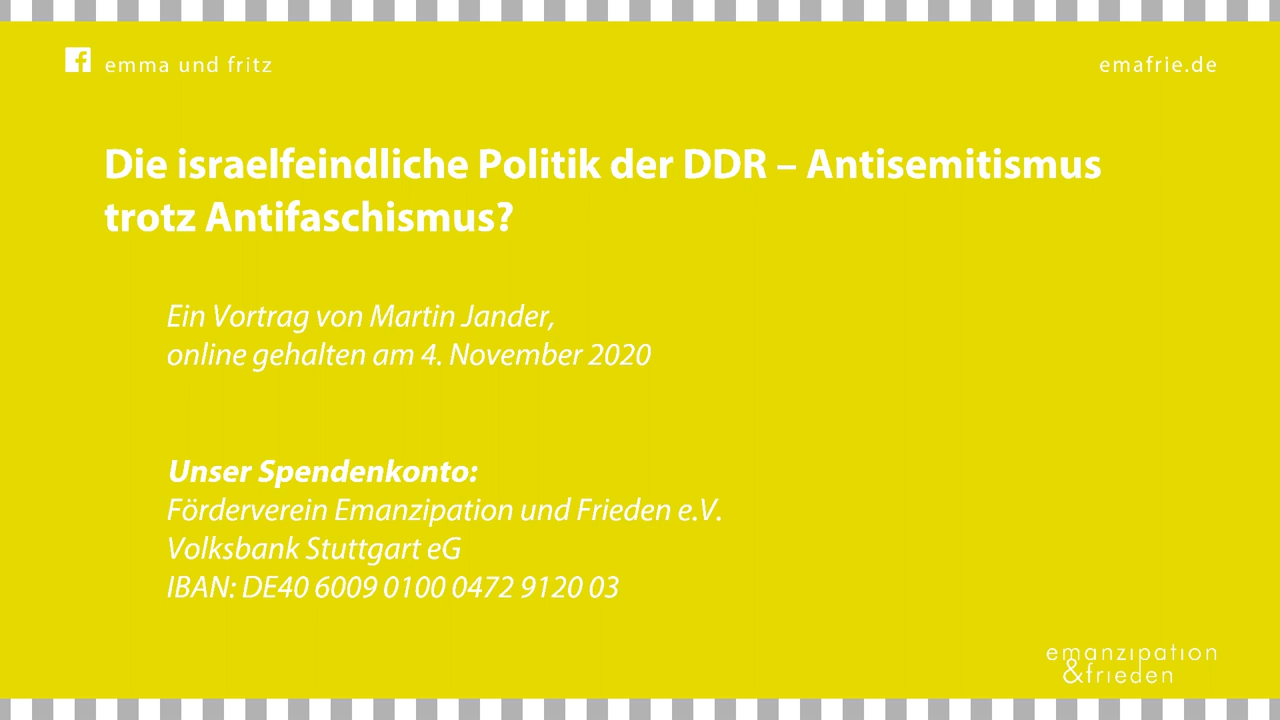 emma und fritz
emafrie.de
Die israelfeindliche Politik der DDR – Antisemitismus
trotz Antifaschismus?
Ein Vortrag von Martin Jander,
online gehalten am 4. November 2020
Unser Spendenkonto:
Förderverein Emanzipation und Frieden e.V.
Volksbank Stuttgart eG
IBAN: DE40 6009 0100 0472 9120 03
emanzipation
&frieden